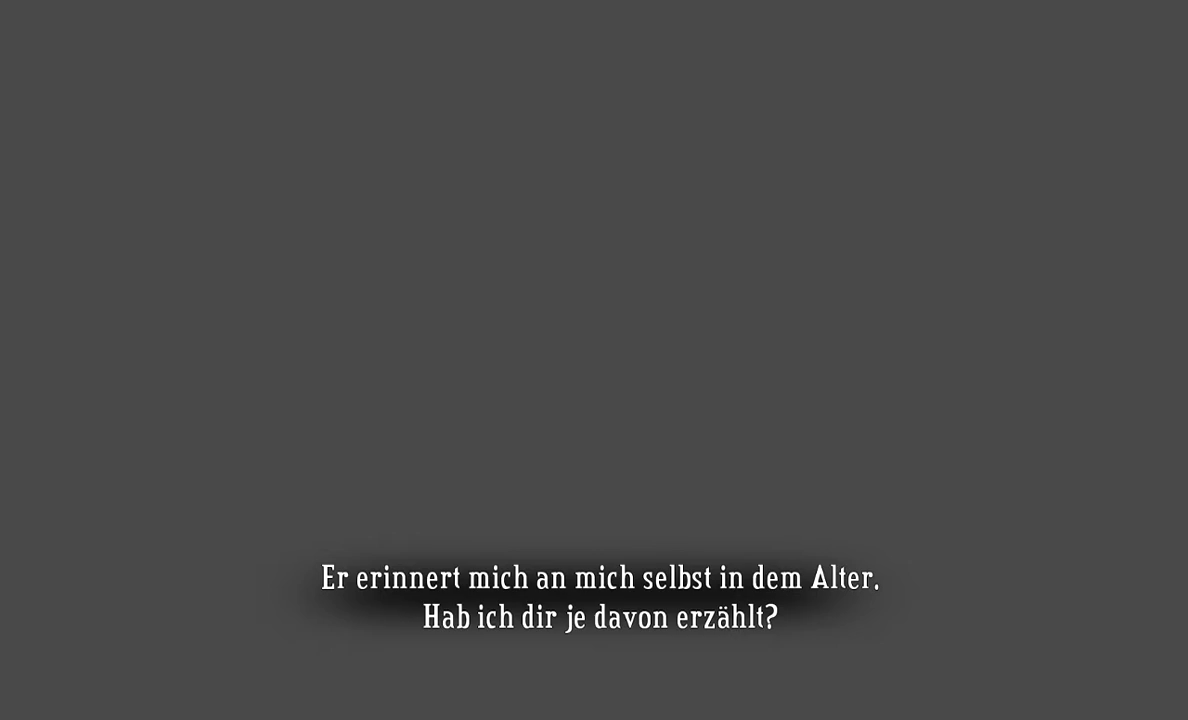 Er erinnert mich an mich selbst in dem Alter.
Hab ich dir je davon erzählt?